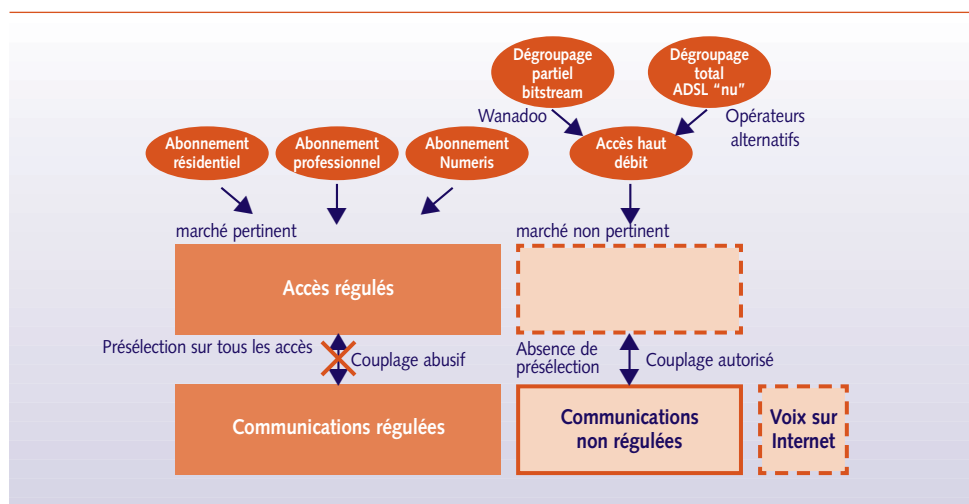 Dégroupage
partiel
bitstream
Dégroupage
total
ADSL “nu”
Wanadoo
Opérateurs
alternatifs
Abonnement
résidentiel
Abonnement
professionnel
Abonnement
Numeris
Accès haut
débit
marché pertinent
marché non pertinent
Accès régulés
Présélection sur tous les accès
Couplage abusif
Absence de
présélection
Couplage autorisé
Communications régulées
Communications
non régulées
Voix sur
Internet